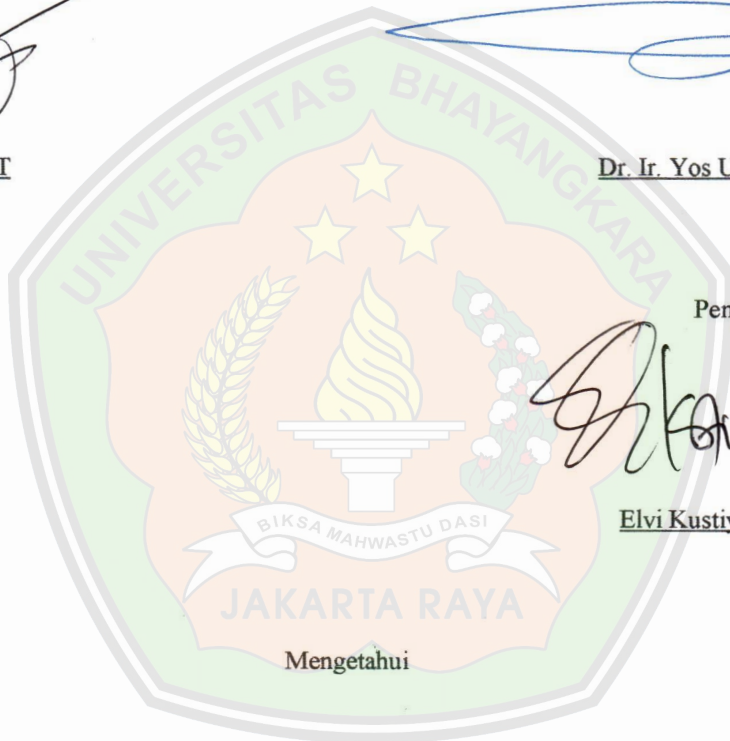 UNIVERSITAS BHAYANGKARA
T
Dr. Ir. Yos U
Pen
Elvi Kustiy
BIKSA MAHWASTU DASI
JAKARTA RAYA
Mengetahui